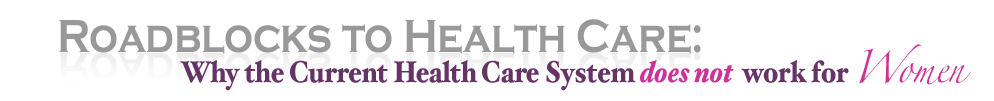 Roadblocks to Health Care:
Why the Current Health Care System does not work for Women